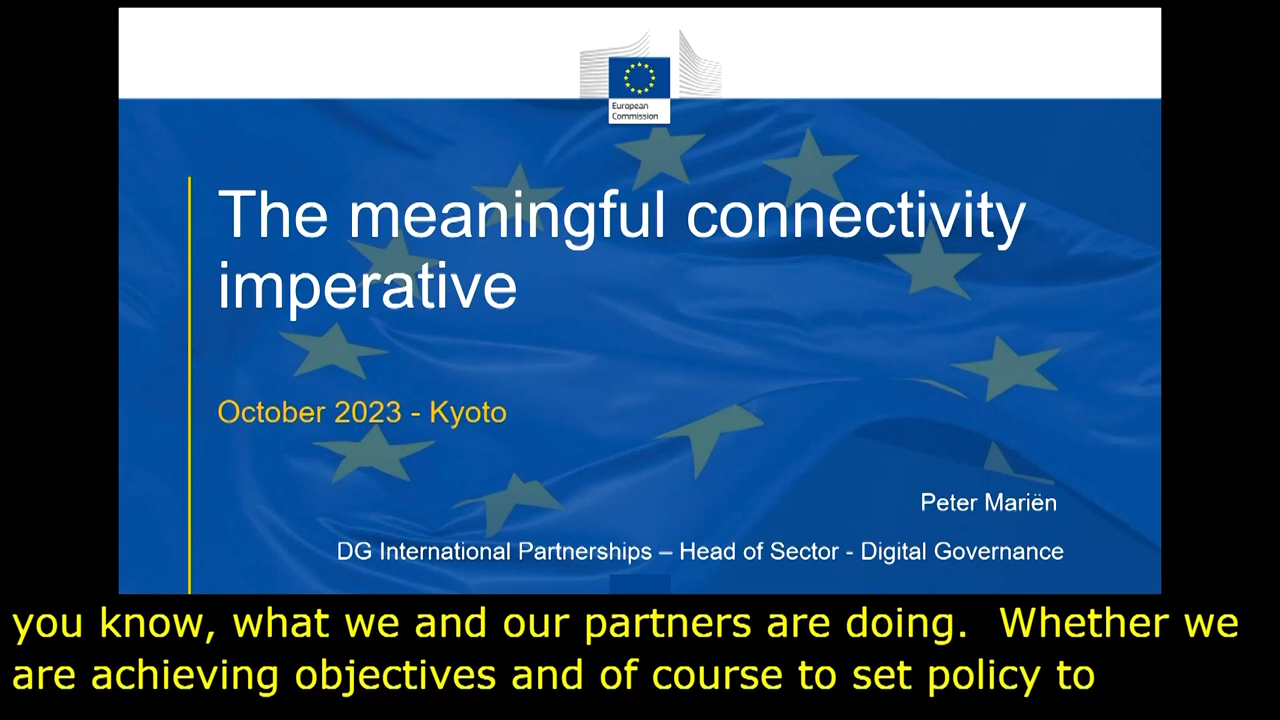 European
Commission
The meaningful connectivity
imperative
October 2023 - Kyoto
Peter Mariën
DG International Partnerships – Head of Sector - Digital Governance
you know, what we and our partners are doing.  Whether we
are achieving objectives and of course to set policy to